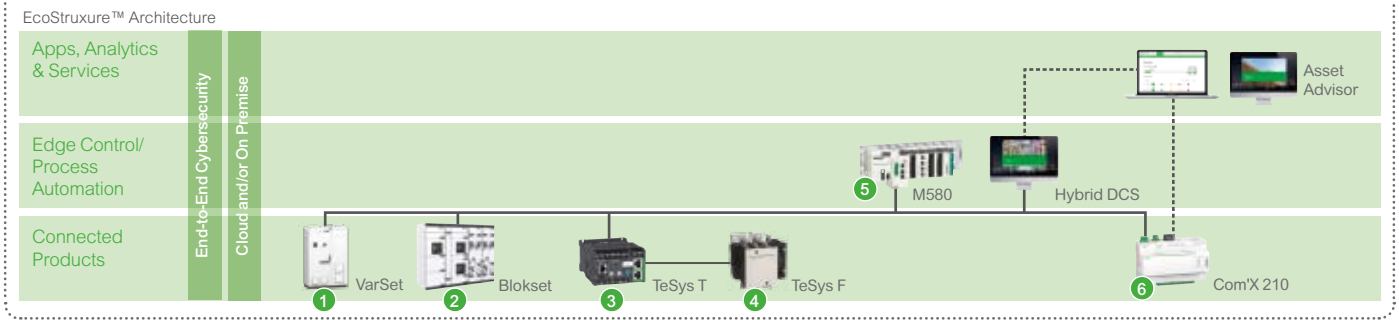 EcoStruxure™ Architecture
Apps, Analytics
& Services
End-to-End Cybersecurity
Cloud and/or On Premise
Asset
Advisor
Edge Control/
Process
Automation
5
M580
Hybrid DCS
Connected
Products
1
VarSet
2
Blokset
3
TeSys T
4
TeSys F
6
Com'X 210